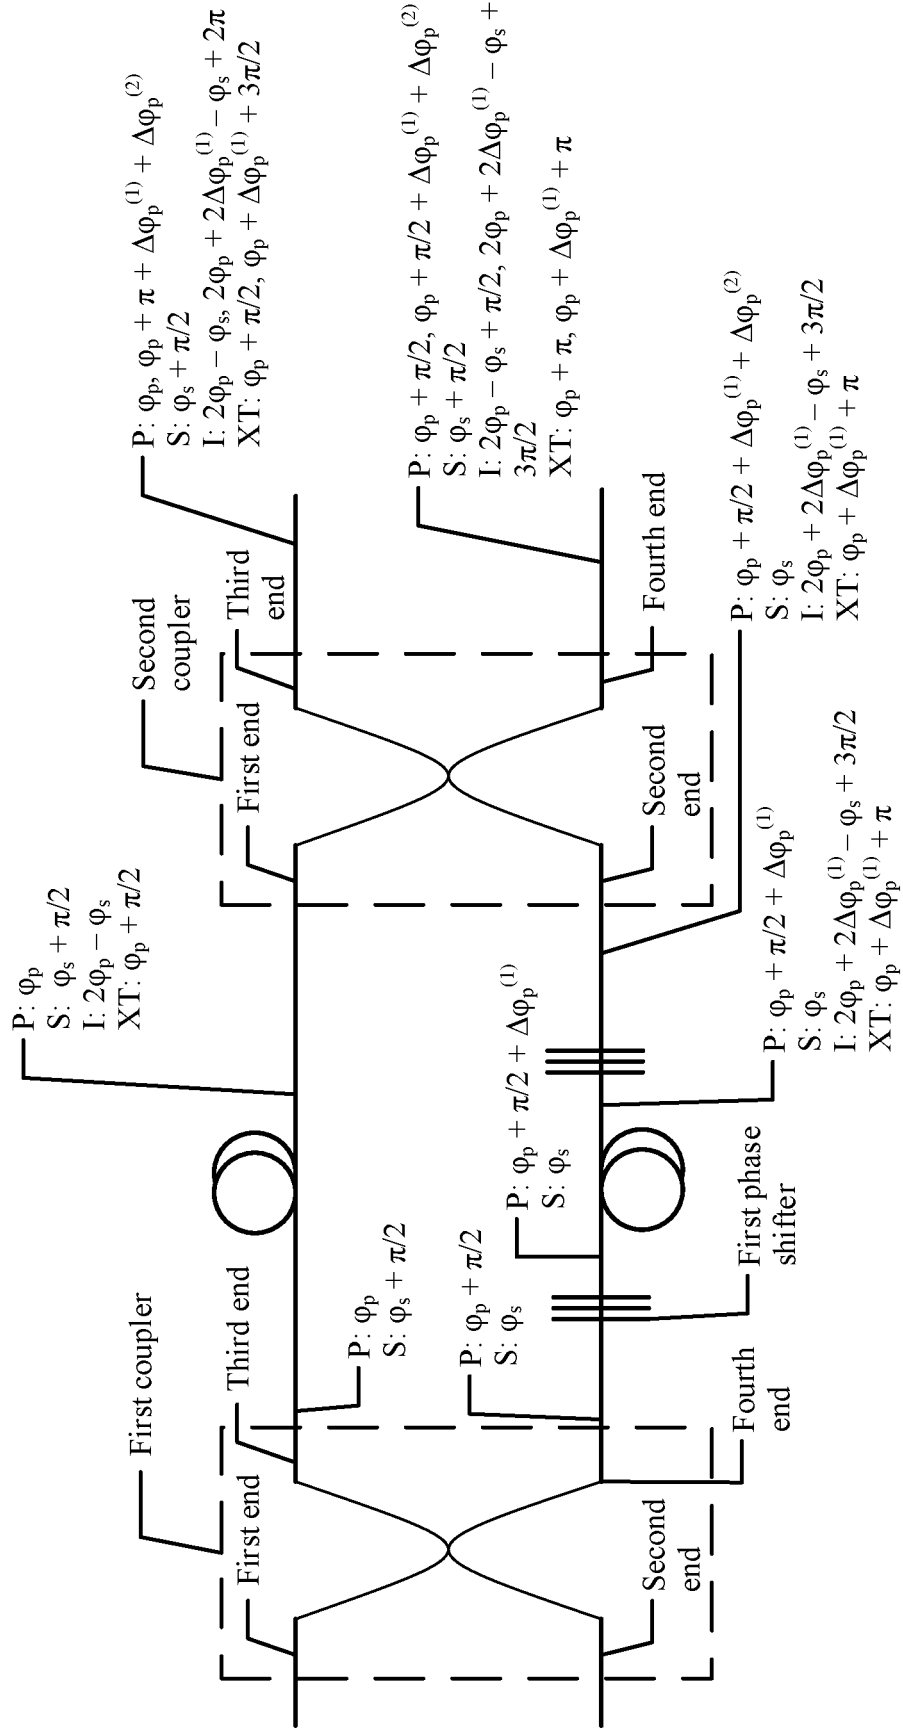 First coupler
First end
Third end
Second end
Fourth end
P: φₚ
S: φₛ + π/2
P: φₚ + π/2
S: φₛ
First phase shifter
P: φₚ + π/2 + Δφₚ⁽¹⁾
S: φₛ
P: φₚ
S: φₛ + π/2
I: 2φₚ − φₛ
XT: φₚ + π/2
P: φₚ + π/2 + Δφₚ⁽¹⁾
S: φₛ
I: 2φₚ + 2Δφₚ⁽¹⁾ − φₛ + 3π/2
XT: φₚ + Δφₚ⁽¹⁾ + π
Second coupler
First end
Third end
Second end
Fourth end
P: φₚ + π/2 + Δφₚ⁽¹⁾ + Δφₚ⁽²⁾
S: φₛ
I: 2φₚ + 2Δφₚ⁽¹⁾ − φₛ + 3π/2
XT: φₚ + Δφₚ⁽¹⁾ + π
P: φₚ, φₚ + π + Δφₚ⁽¹⁾ + Δφₚ⁽²⁾
S: φₛ + π/2
I: 2φₚ − φₛ, 2φₚ + 2Δφₚ⁽¹⁾ − φₛ + 2π
XT: φₚ + π/2, φₚ + Δφₚ⁽¹⁾ + 3π/2
P: φₚ + π/2, φₚ + π/2 + Δφₚ⁽¹⁾ + Δφₚ⁽²⁾
S: φₛ + π/2
I: 2φₚ − φₛ + π/2, 2φₚ + 2Δφₚ⁽¹⁾ − φₛ +
3π/2
XT: φₚ + π, φₚ + Δφₚ⁽¹⁾ + π